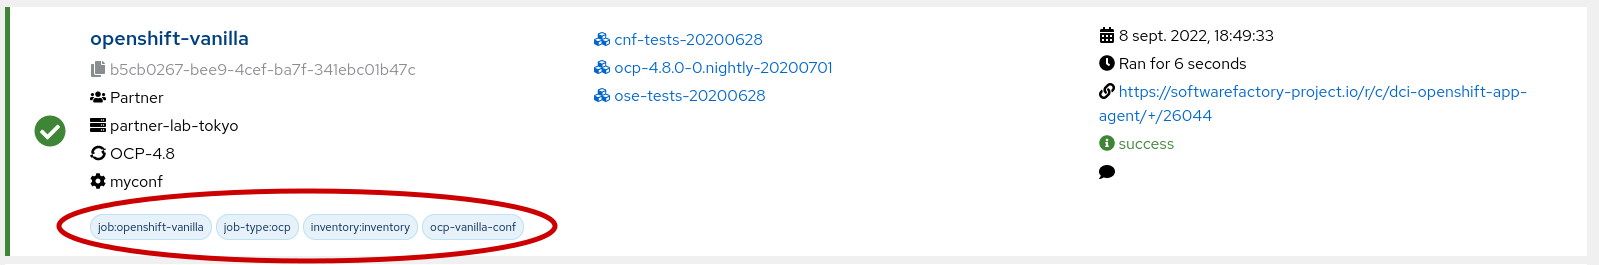 openshift-vanilla
b5cb0267-bee9-4cef-ba7f-341ebc01b47c
Partner
partner-lab-tokyo
OCP-4.8
myconf
job:openshift-vanilla job-type:ocp inventory:inventory ocp-vanilla-conf
cnf-tests-20200628
ocp-4.8.0-0.nightly-20200701
ose-tests-20200628
8 sept. 2022, 18:49:33
Ran for 6 seconds
https://softwarefactory-project.io/r/c/dci-openshift-app-
agent/+/26044
success